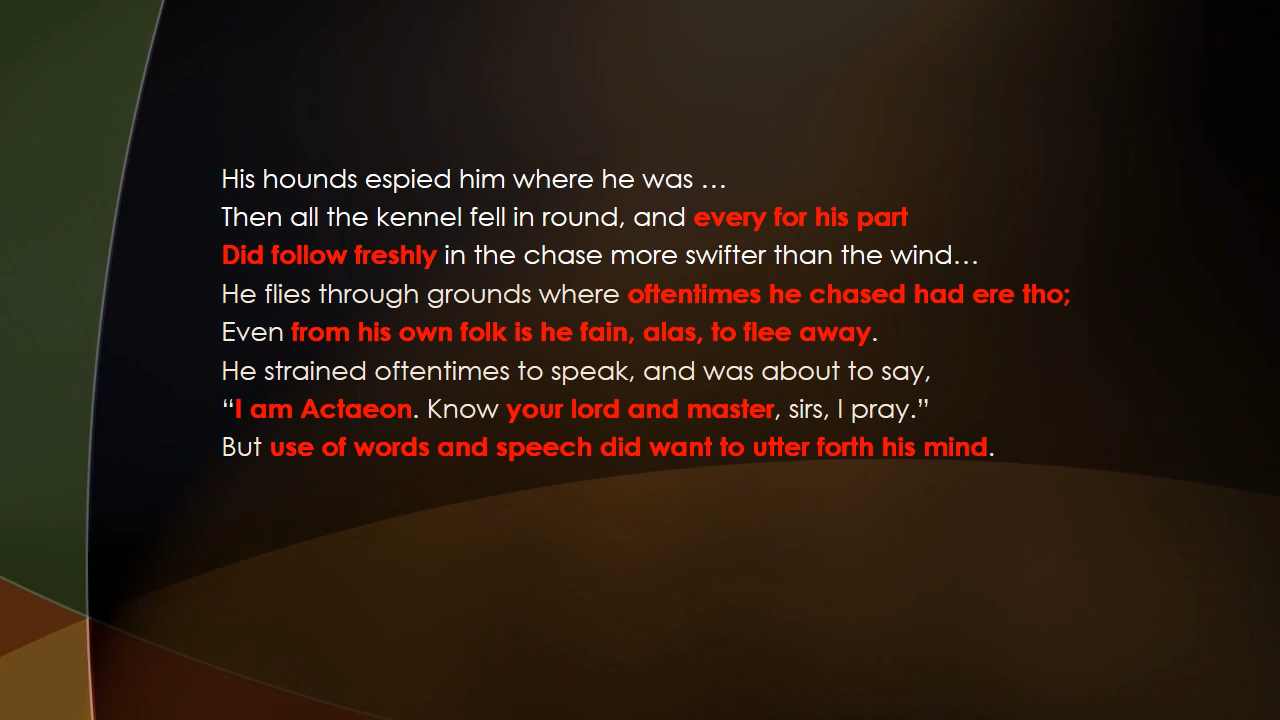 His hounds espied him where he was …
Then all the kennel fell in round, and every for his part
Did follow freshly in the chase more swifter than the wind…
He flies through grounds where oftentimes he chased had ere tho;
Even from his own folk is he fain, alas, to flee away.
He strained oftentimes to speak, and was about to say,
“I am Actaeon. Know your lord and master, sirs, I pray.”
But use of words and speech did want to utter forth his mind.